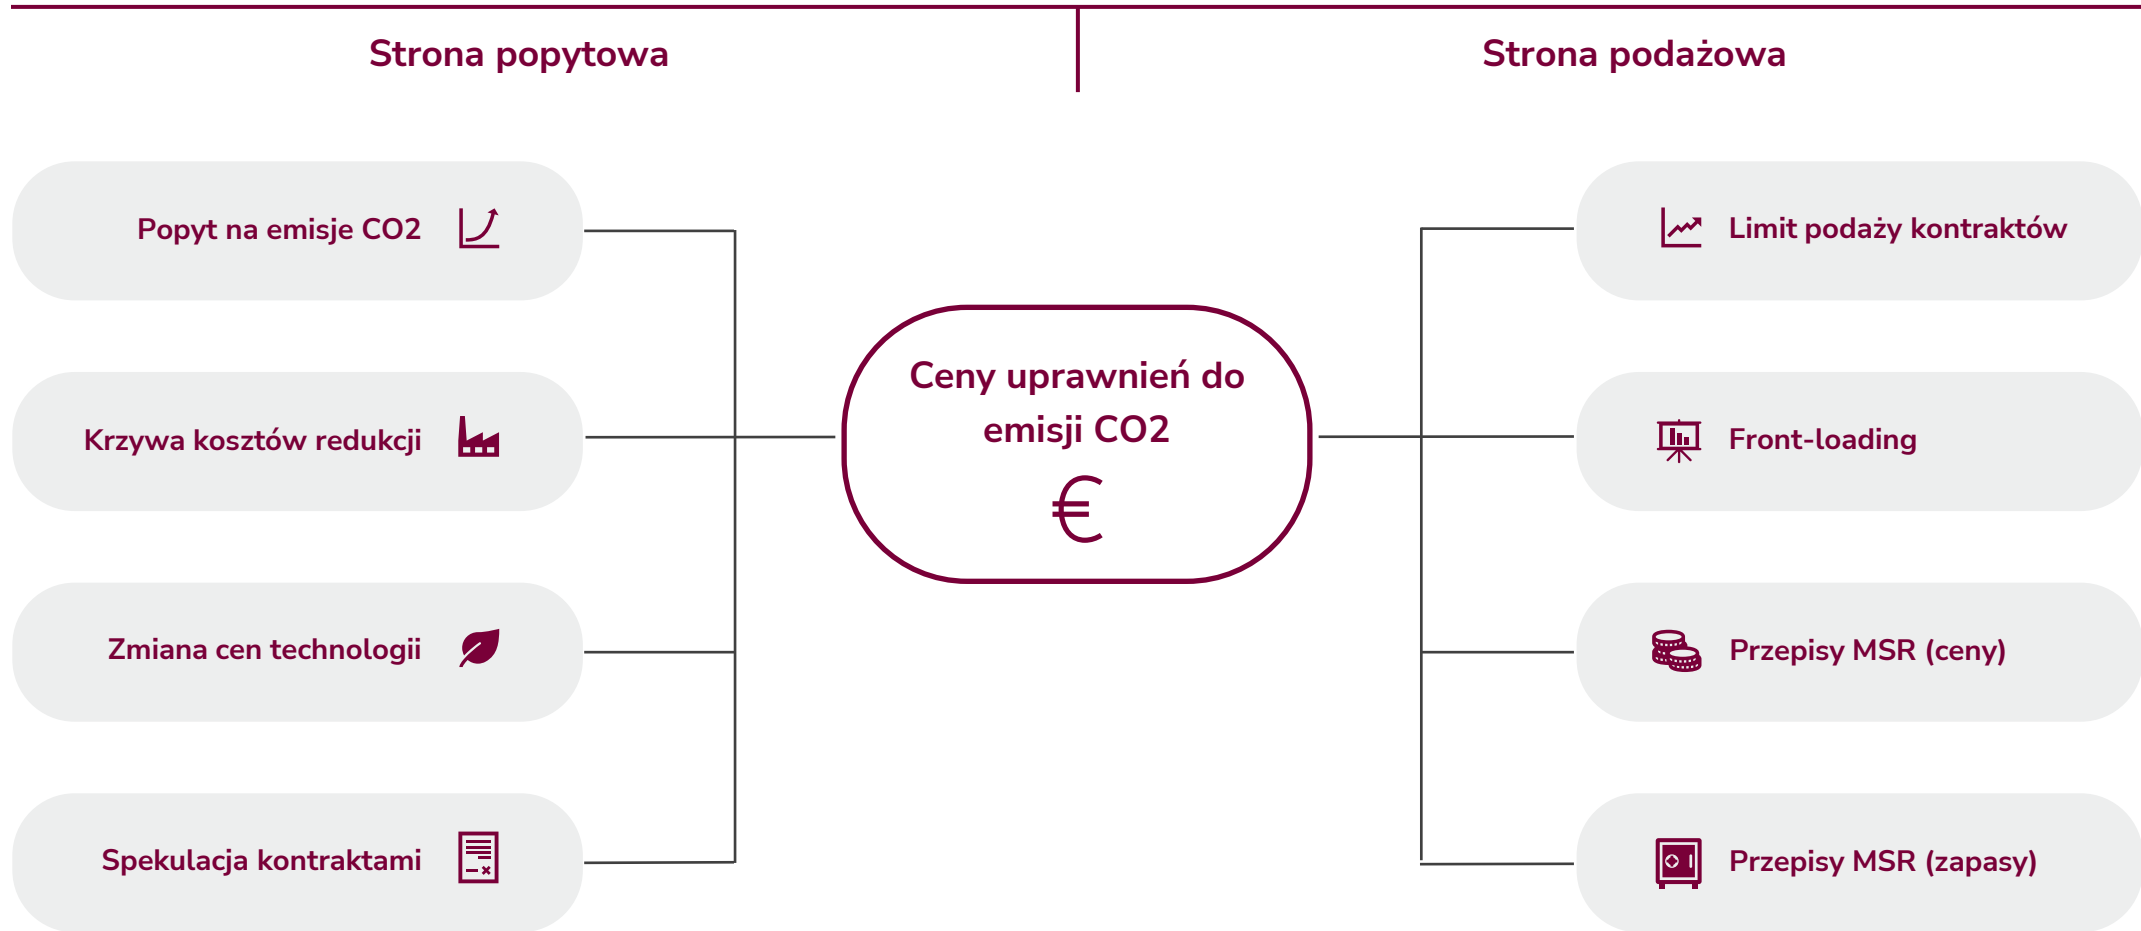 Strona popytowa
Strona podażowa
Popyt na emisje CO2
Krzywa kosztów redukcji
Zmiana cen technologii
Spekulacja kontraktami
Ceny uprawnień do
emisji CO2
€
Limit podaży kontraktów
Front-loading
Przepisy MSR (ceny)
Przepisy MSR (zapasy)